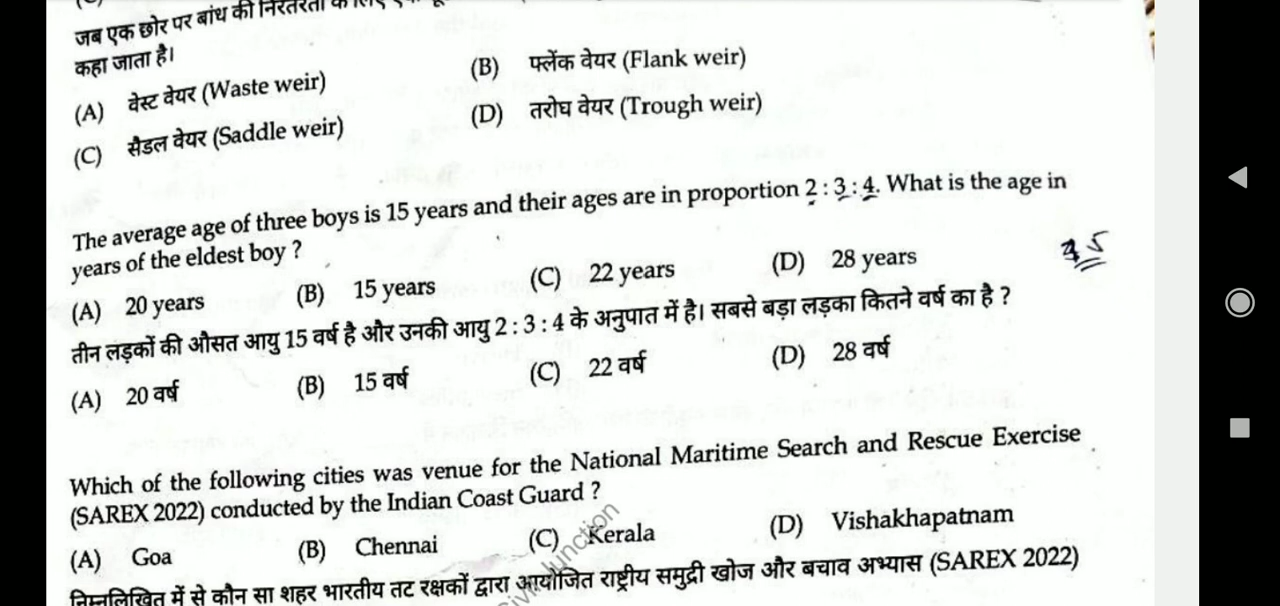 जब एक छोर पर बांध की निरंतरता
कहा जाता है।
(A) वेस्ट वेयर (Waste weir) (B) फ्लेंक वेयर (Flank weir)
(C) सैडल वेयर (Saddle weir) (D) तरोघ वेयर (Trough weir)
The average age of three boys is 15 years and their ages are in proportion 2 : 3 : 4. What is the age in
years of the eldest boy ?
45
(A) 20 years (B) 15 years (C) 22 years (D) 28 years
तीन लड़कों की औसत आयु 15 वर्ष है और उनकी आयु 2 : 3 : 4 के अनुपात में है। सबसे बड़ा लड़का कितने वर्ष का है ?
(A) 20 वर्ष (B) 15 वर्ष (C) 22 वर्ष (D) 28 वर्ष
Which of the following cities was venue for the National Maritime Search and Rescue Exercise
(SAREX 2022) conducted by the Indian Coast Guard ?
(A) Goa (B) Chennai (C) Kerala (D) Vishakhapatnam
निम्नलिखित में से कौन सा शहर भारतीय तट रक्षकों द्वारा आयोजित राष्ट्रीय समुद्री खोज और बचाव अभ्यास (SAREX 2022)
Civil Junction